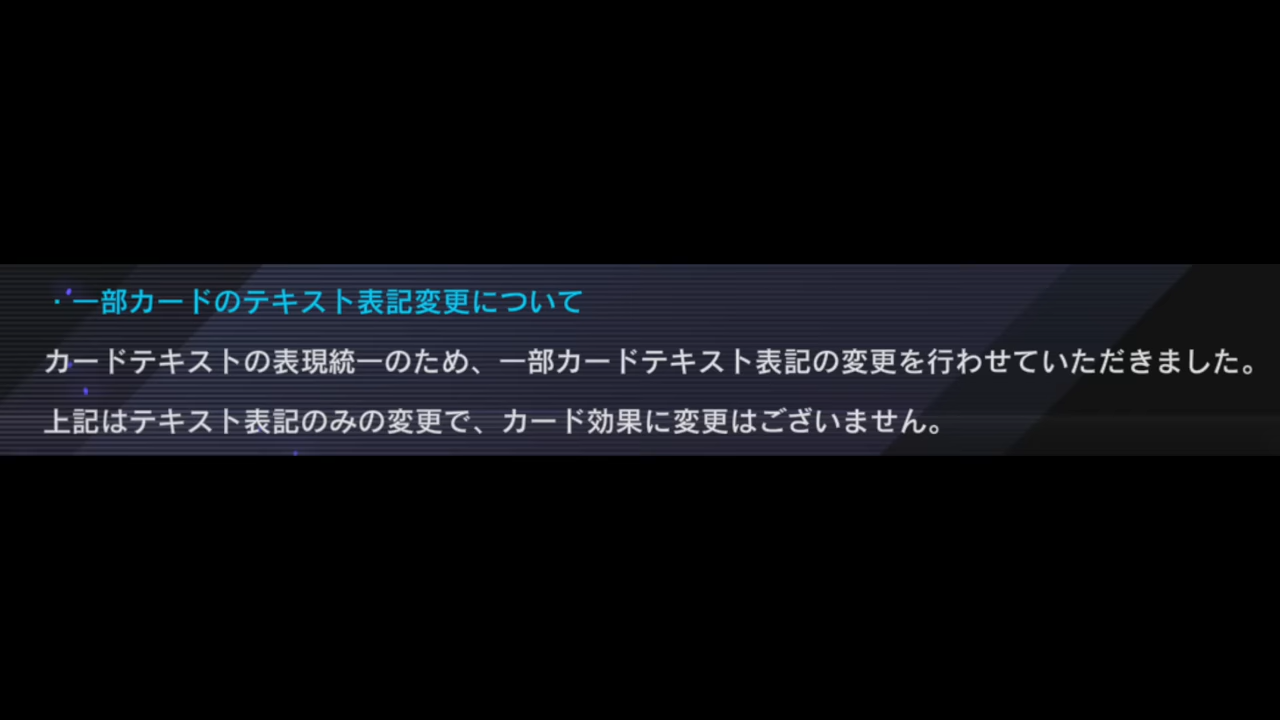 ・一部カードのテキスト表記変更について
カードテキストの表現統一のため、一部カードテキスト表記の変更を行わせていただきました。
上記はテキスト表記のみの変更で、カード効果に変更はございません。